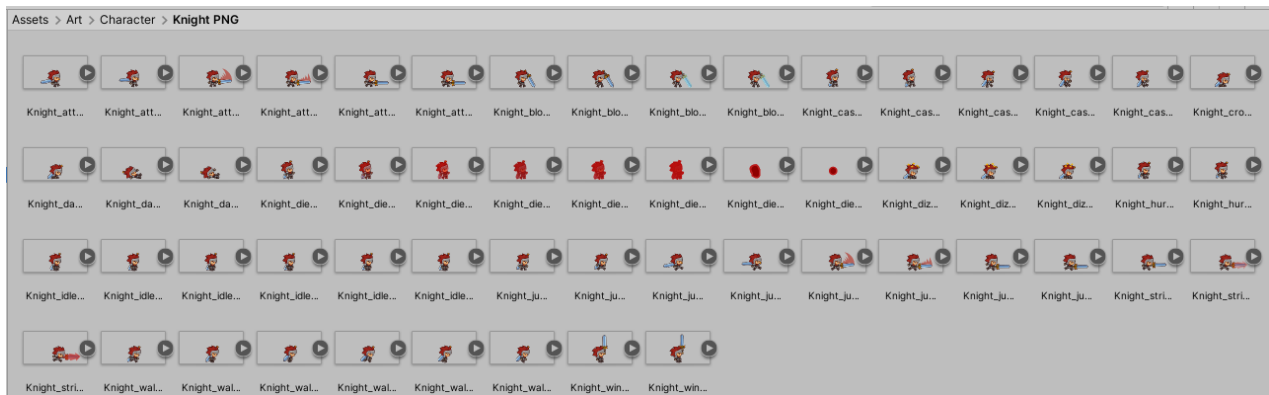 Assets > Art > Character > Knight PNG
Knight_att... Knight_att... Knight_att... Knight_att... Knight_att... Knight_att... Knight_blo... Knight_blo... Knight_blo... Knight_blo... Knight_cas... Knight_cas... Knight_cas... Knight_cas... Knight_cas... Knight_cro...
Knight_da... Knight_da... Knight_da... Knight_die... Knight_die... Knight_die... Knight_die... Knight_die... Knight_die... Knight_die... Knight_die... Knight_diz... Knight_diz... Knight_diz... Knight_hur... Knight_hur...
Knight_idle... Knight_idle... Knight_idle... Knight_idle... Knight_idle... Knight_idle... Knight_ju... Knight_ju... Knight_ju... Knight_ju... Knight_ju... Knight_ju... Knight_ju... Knight_ju... Knight_stri... Knight_stri...
Knight_stri... Knight_wal... Knight_wal... Knight_wal... Knight_wal... Knight_wal... Knight_wal... Knight_win... Knight_win...